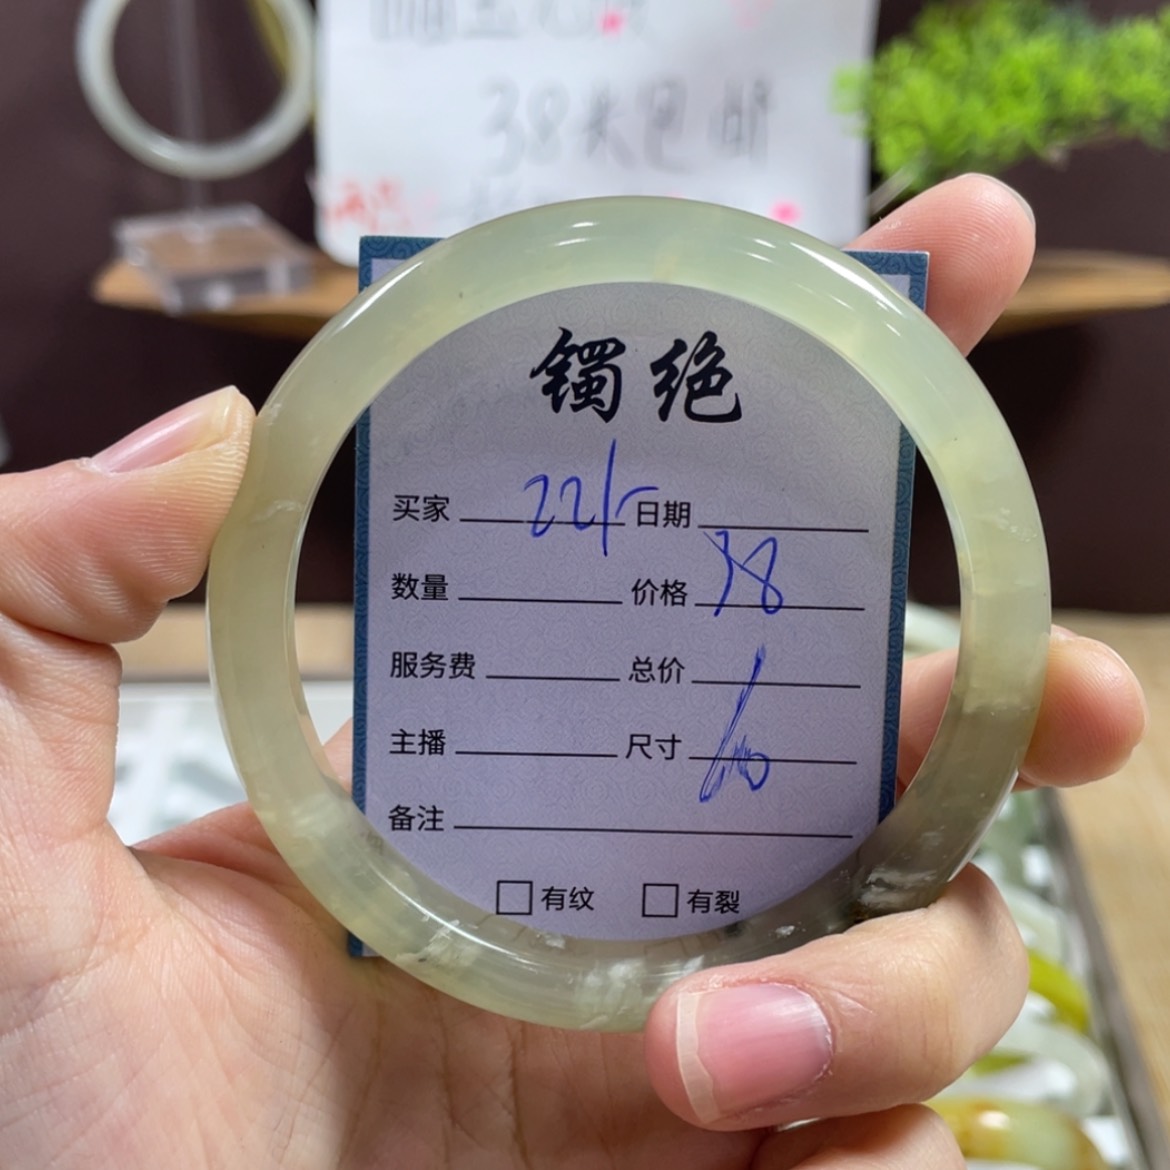 38米包邮
镯绝
买家 221 日期
数量 价格 38
服务费 总价
主播 尺寸 60
备注
□有纹 □有裂